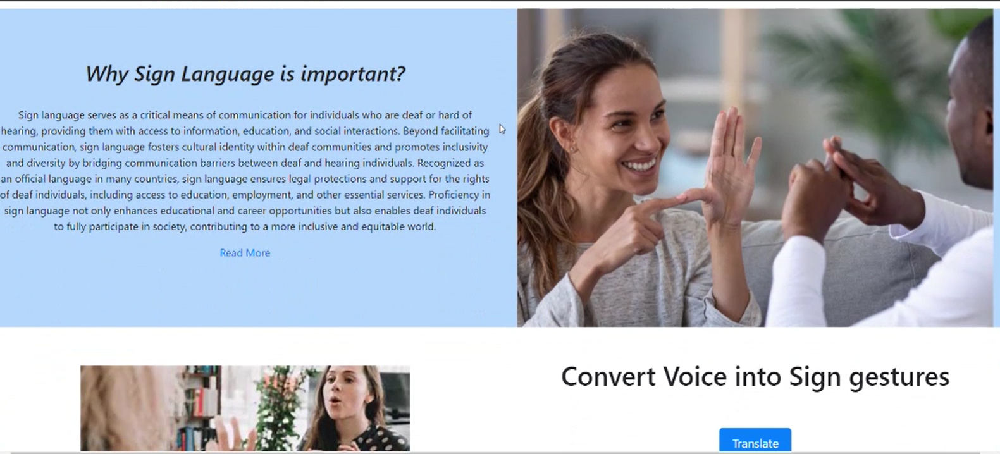 Why Sign Language is important?
Sign language serves as a critical means of communication for individuals who are deaf or hard of
hearing, providing them with access to information, education, and social interactions. Beyond facilitating
communication, sign language fosters cultural identity within deaf communities and promotes inclusivity
and diversity by bridging communication barriers between deaf and hearing individuals. Recognized as
an official language in many countries, sign language ensures legal protections and support for the rights
of deaf individuals, including access to education, employment, and other essential services. Proficiency in
sign language not only enhances educational and career opportunities but also enables deaf individuals
to fully participate in society, contributing to a more inclusive and equitable world.
Read More
Convert Voice into Sign gestures
Translate